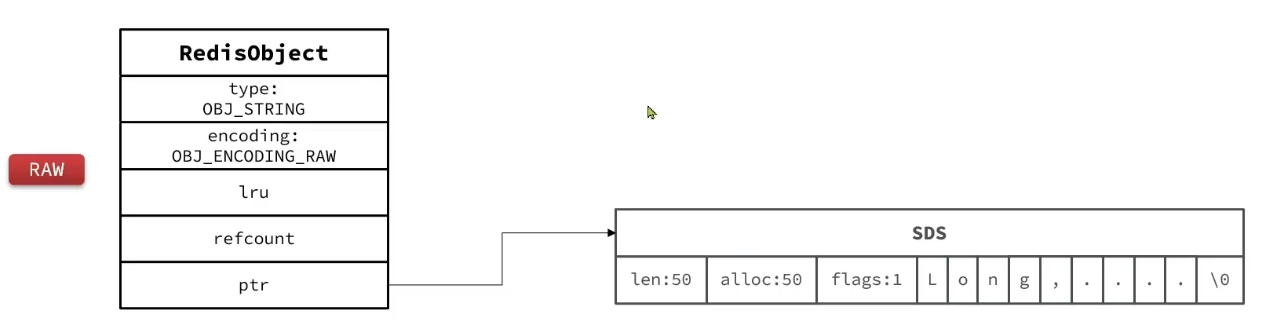 RAW
RedisObject
type:
OBJ_STRING
encoding:
OBJ_ENCODING_RAW
lru
refcount
ptr
SDS
len:50 alloc:50 flags:1 L o n g , . . . . \0